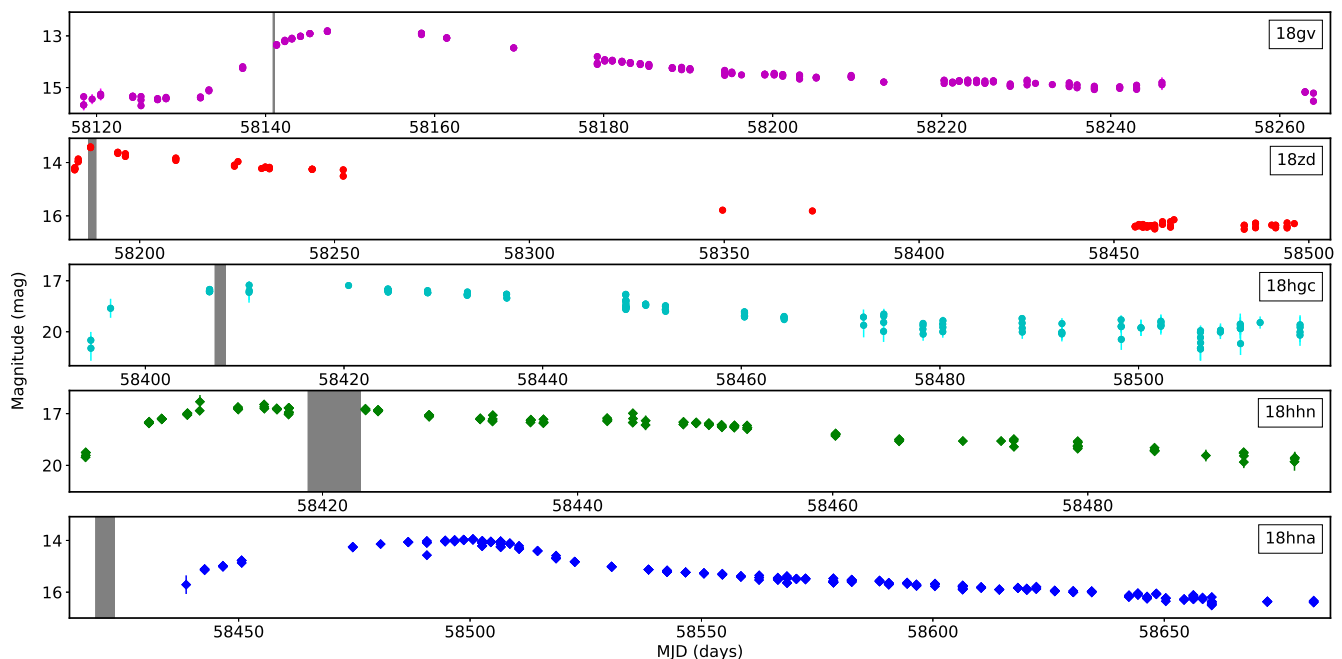 18gv
13
15
58120 58140 58160 58180 58200 58220 58240 58260
18zd
14
16
58200 58250 58300 58350 58400 58450 58500
18hgc
17
20
58400 58420 58440 58460 58480 58500
18hhn
17
20
58420 58440 58460 58480
18hna
14
16
58450 58500 58550 58600 58650
MJD (days)
Magnitude (mag)